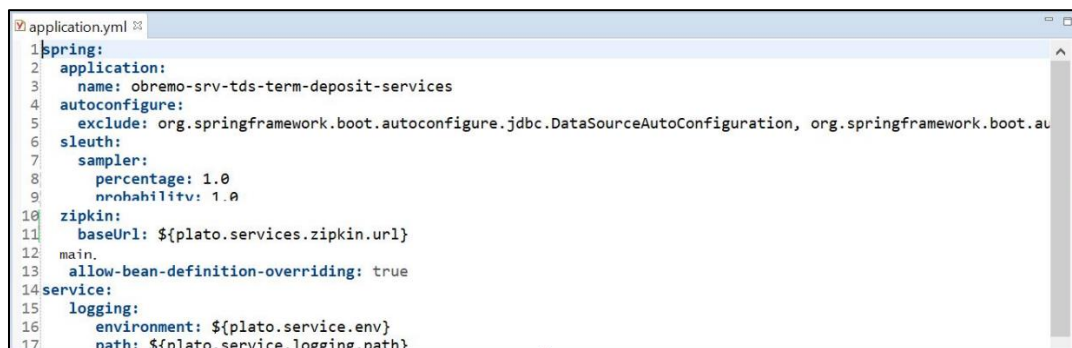 application.yml
1 spring:
2   application:
3     name: obremo-srv-tds-term-deposit-services
4   autoconfigure:
5     exclude: org.springframework.boot.autoconfigure.jdbc.DataSourceAutoConfiguration, org.springframework.boot.au
6   sleuth:
7     sampler:
8       percentage: 1.0
9       probability: 1.0
10   zipkin:
11     baseUrl: ${plato.services.zipkin.url}
12   main.
13    allow-bean-definition-overriding: true
14 service:
15    logging:
16       environment: ${plato.service.env}
17       path: ${plato.service.logging.path}